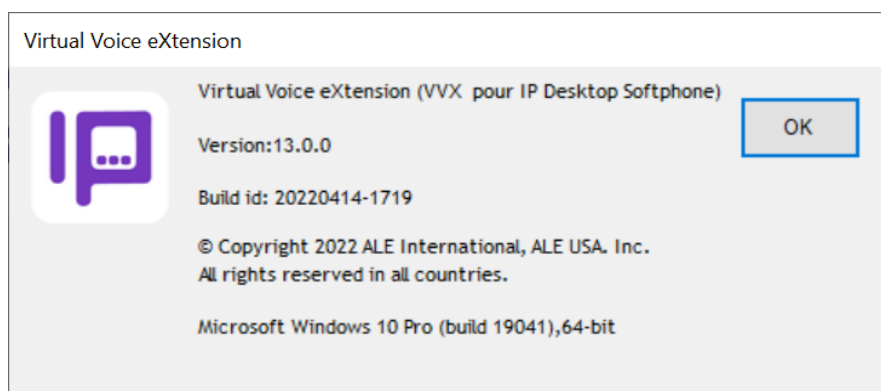 Virtual Voice eXtension
Virtual Voice eXtension (VVX pour IP Desktop Softphone)
OK
Version:13.0.0
Build id: 20220414-1719
© Copyright 2022 ALE International, ALE USA. Inc.
All rights reserved in all countries.
Microsoft Windows 10 Pro (build 19041),64-bit